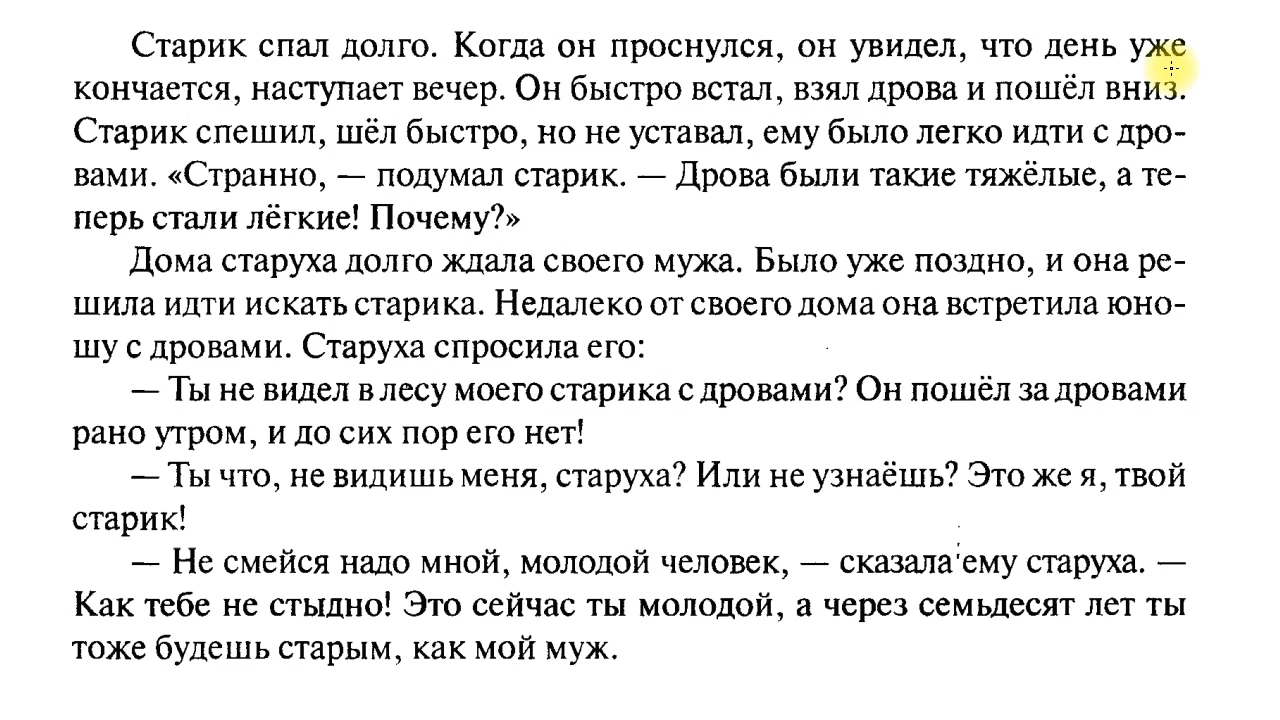 Старик спал долго. Когда он проснулся, он увидел, что день уже
кончается, наступает вечер. Он быстро встал, взял дрова и пошёл вниз.
Старик спешил, шёл быстро, но не уставал, ему было легко идти с дро-
вами. «Странно, — подумал старик. — Дрова были такие тяжёлые, а те-
перь стали лёгкие! Почему?»
Дома старуха долго ждала своего мужа. Было уже поздно, и она ре-
шила идти искать старика. Недалеко от своего дома она встретила юно-
шу с дровами. Старуха спросила его:
— Ты не видел в лесу моего старика с дровами? Он пошёл за дровами
рано утром, и до сих пор его нет!
— Ты что, не видишь меня, старуха? Или не узнаёшь? Это же я, твой
старик!
— Не смейся надо мной, молодой человек, — сказала ему старуха. —
Как тебе не стыдно! Это сейчас ты молодой, а через семьдесят лет ты
тоже будешь старым, как мой муж.